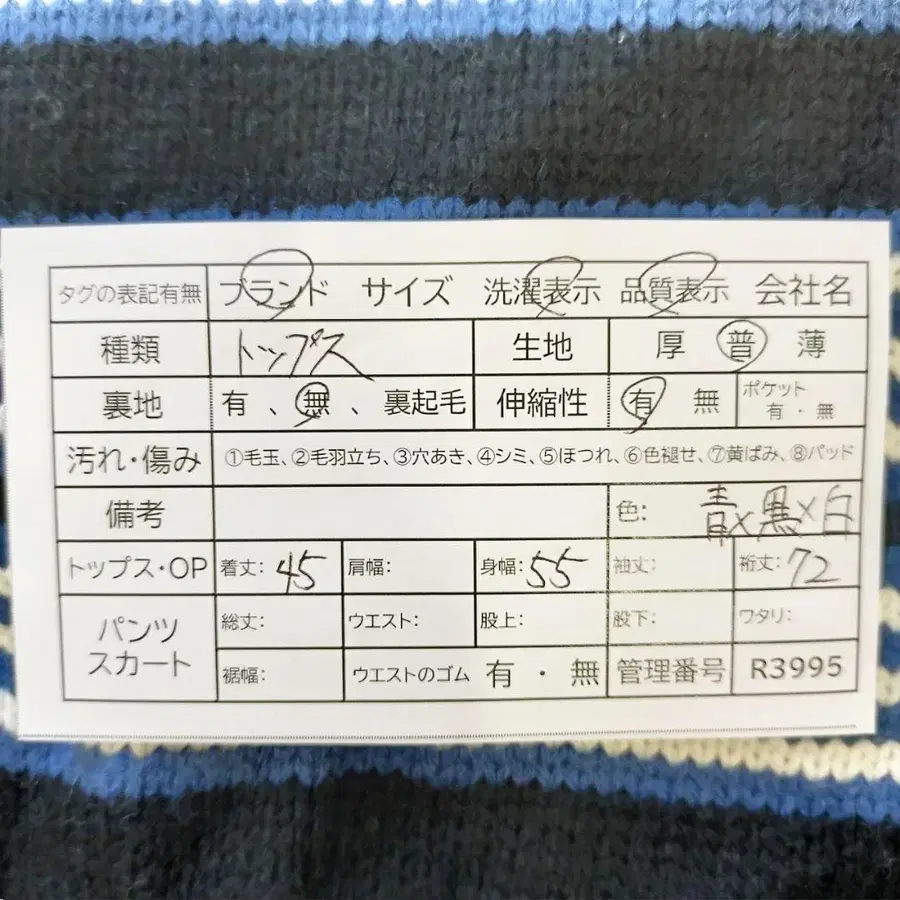 タグの表記有無 ブランド サイズ 洗濯表示 品質表示 会社名
種類 トップス 生地 厚 普 薄
裏地 有、無、裏起毛 伸縮性 有 無 ポケット 有・無
汚れ・傷み ①毛玉、②毛羽立ち、③穴あき、④シミ、⑤ほつれ、⑥色褪せ、⑦黄ばみ、⑧パッド
備考 色: 青×黒×白
トップス・OP 着丈: 45 肩幅: 身幅: 55 袖丈: 裄丈: 72
パンツ スカート 総丈: ウエスト: 股上: 股下: ワタリ:
裾幅: ウエストのゴム 有・無 管理番号 R3995